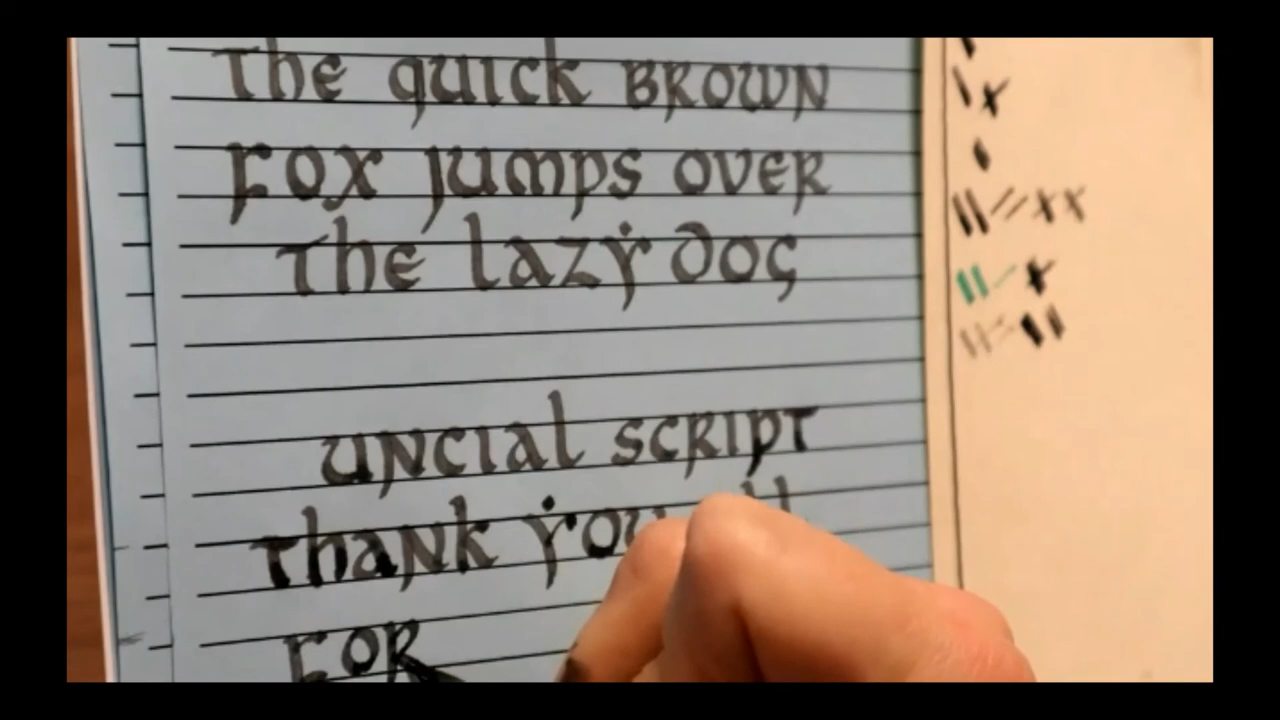 The quick brown
fox jumps over
the lazy dog
uncial script
thank you
for